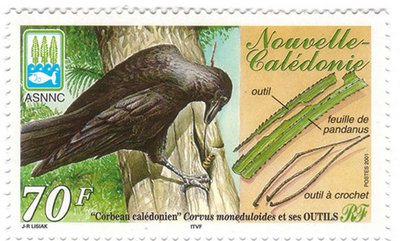 Nouvelle-
Calédonie
ASNNC
outil
feuille de
pandanus
outil à crochet
POSTES 2001
70F
"Corbeau calédonien" Corvus moneduloides et ses OUTILS RF
J-R LISIAK
ITVF